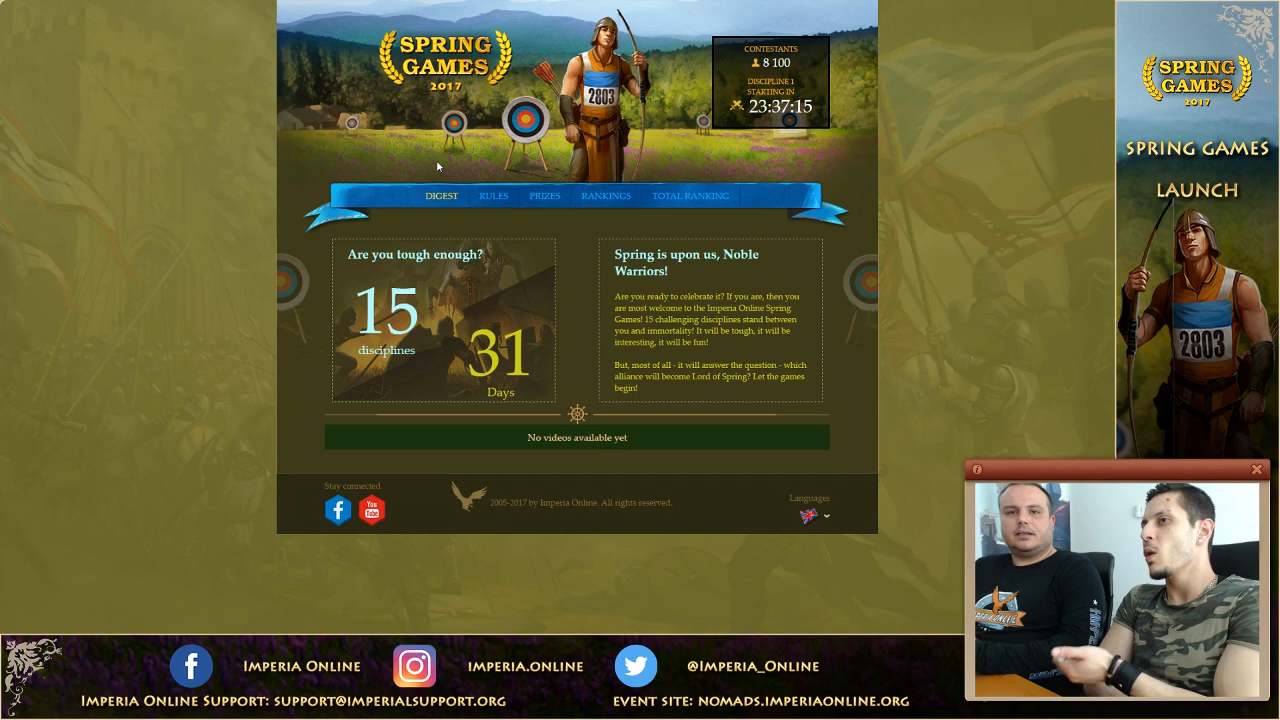 SPRING
GAMES
2017
CONTESTANTS
8 100
DISCIPLINE 1
STARTING IN
23:37:15
2803
DIGEST RULES PRIZES RANKINGS TOTAL RANKING
Are you tough enough?
15
disciplines
31
Days
Spring is upon us, Noble
Warriors!
Are you ready to celebrate it? If you are, then you
are most welcome to the Imperia Online Spring
Games! 15 challenging disciplines stand between
you and immortality! It will be tough, it will be
interesting, it will be fun!
But, most of all - it will answer the question - which
alliance will become Lord of Spring? Let the games
begin!
No videos available yet
Stay connected
You
Tube
2005-2017 by Imperia Online. All rights reserved.
Languages
SPRING
GAMES
2017
SPRING GAMES
LAUNCH
2803
IMPERIA ONLINE
IMPERIA ONLINE IMPERIA.ONLINE @IMPERIA_ONLINE
IMPERIA ONLINE SUPPORT: SUPPORT@IMPERIALSUPPORT.ORG EVENT SITE: NOMADS.IMPERIAONLINE.ORG